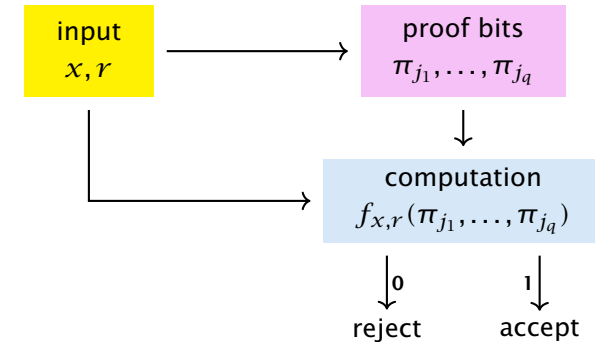 input
x, r
proof bits
π_{j_1}, . . . , π_{j_q}
computation
f_{x,r}(π_{j_1}, . . . , π_{j_q})
0
1
reject
accept